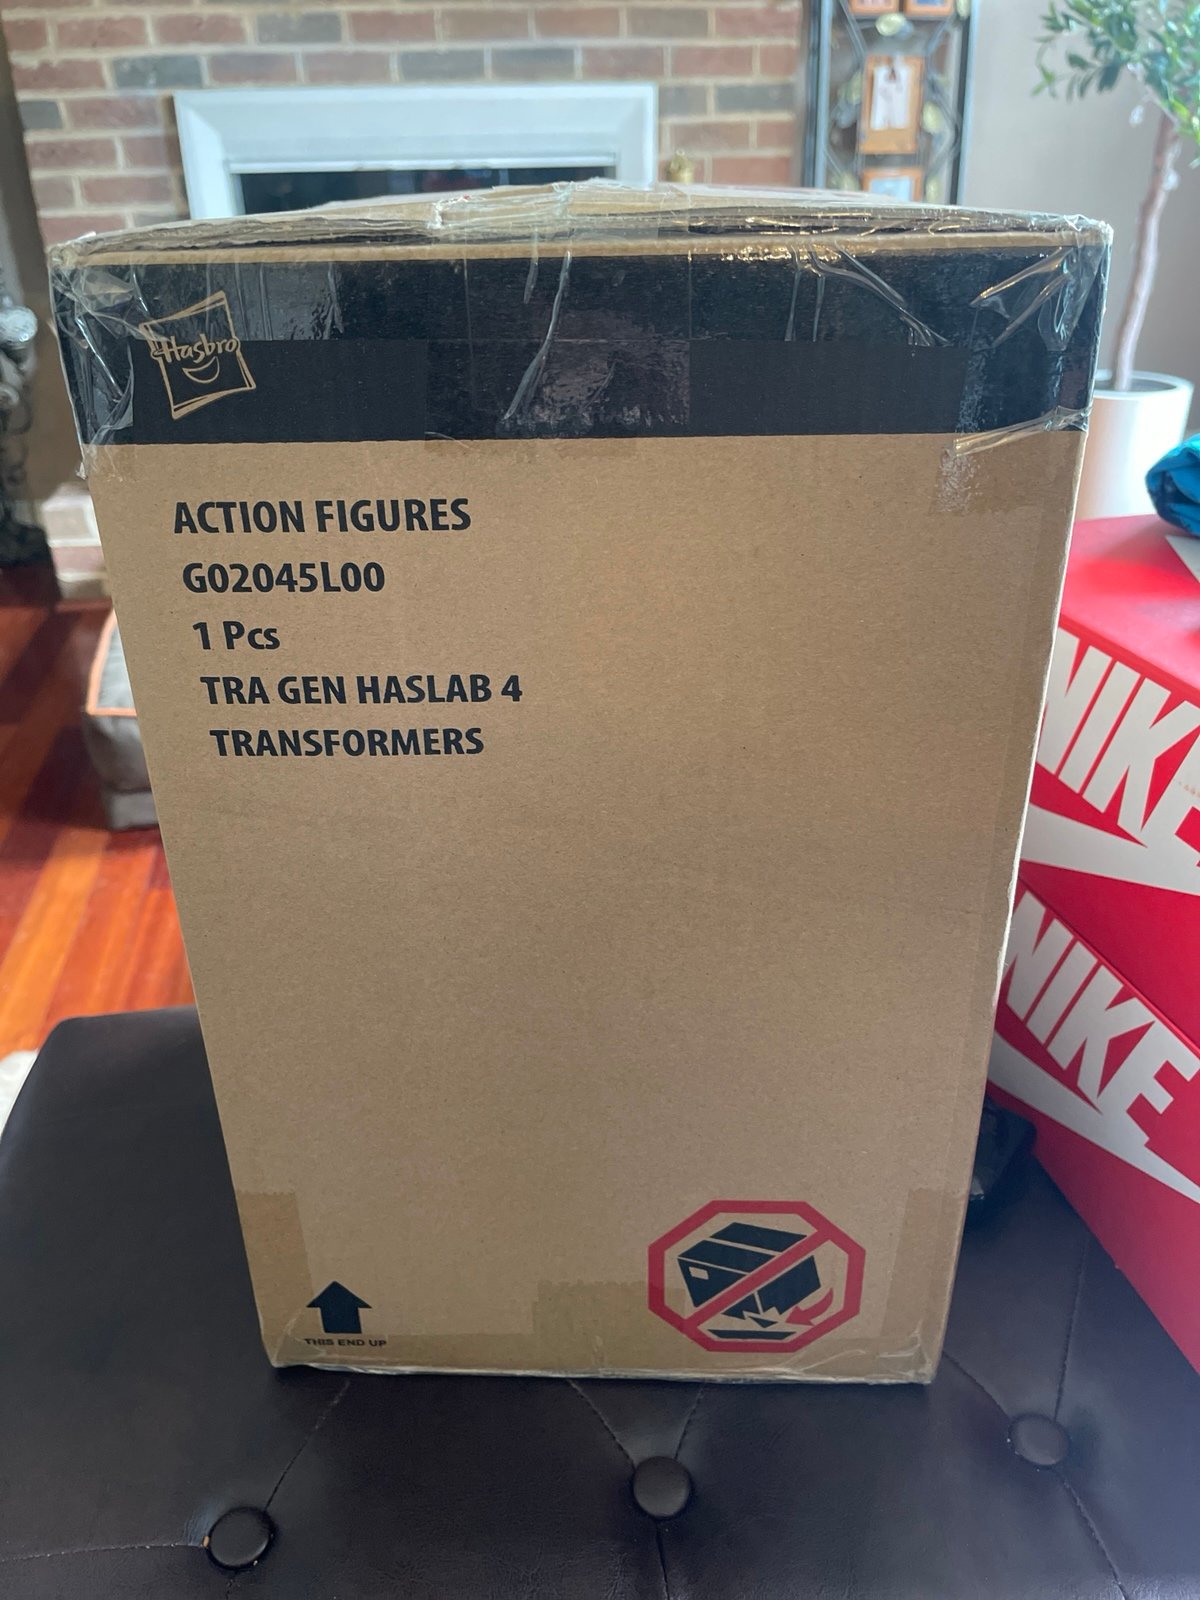 Hasbro
ACTION FIGURES
G02045L00
1 Pcs
TRA GEN HASLAB 4
TRANSFORMERS
THIS END UP
NIKE
NIKE